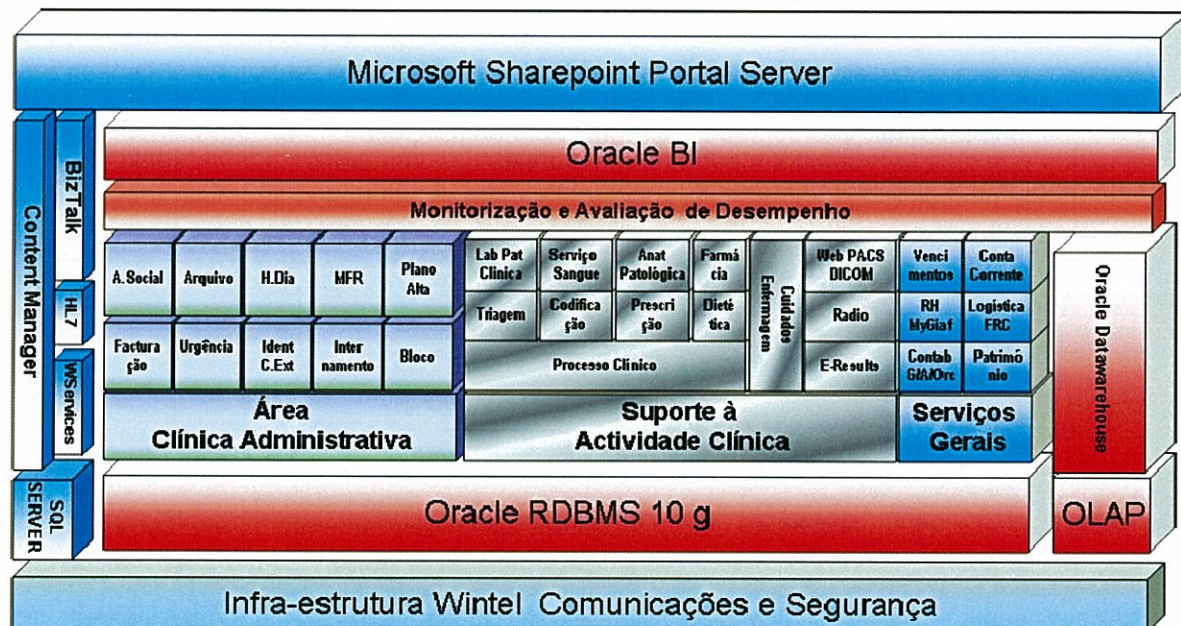 Microsoft Sharepoint Portal Server
Content Manager
BizTalk
HL7
WServices
SQL
SERVER
Oracle BI
Monitorização e Avaliação de Desempenho
A.Social
Arquivo
H.Dia
MFR
Plano
Alta
Factura
ção
Urgência
Ident
C.Ext
Inter
namento
Bloco
Área
Clínica Administrativa
Lab Pat
Clinica
Serviço
Sangue
Anat
Patológica
Farmá
cia
Triagem
Codifica
ção
Prescri
ção
Dieté
tica
Processo Clinico
Cuidados
Enfermagem
Web PACS
DICOM
Radio
E-Results
Suporte à
Actividade Clínica
Venci
mentos
Conta
Corrente
RH
MyGiaf
Logistica
FRC
Contab
G/A/Orc
Patrimó
nio
Serviços
Gerais
Oracle Datawarehouse
Oracle RDBMS 10 g
OLAP
Infra-estrutura Wintel Comunicações e Segurança